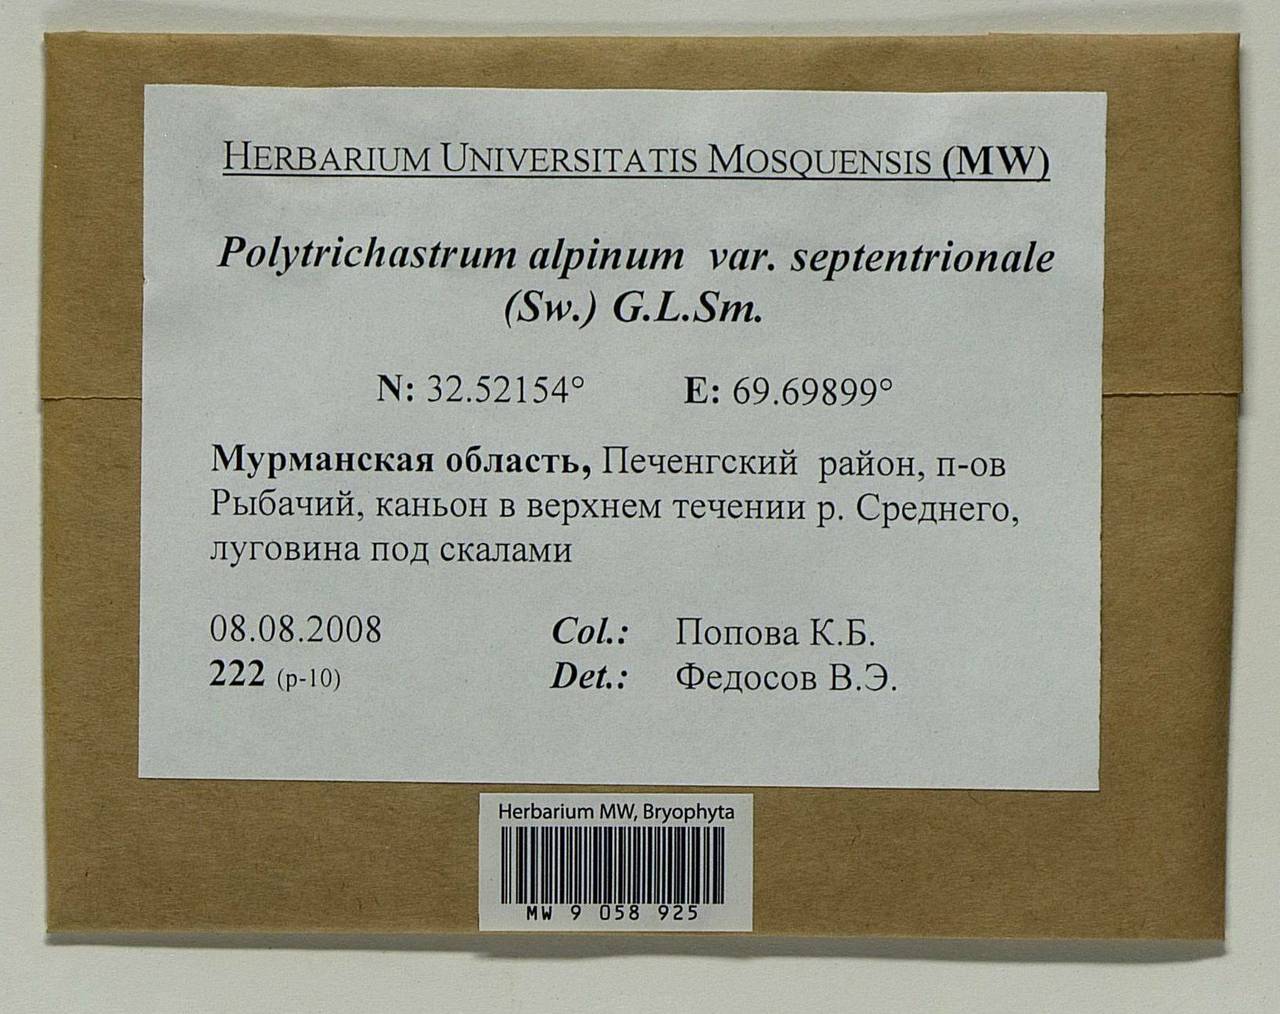 HERBARIUM UNIVERSITATIS MOSQUENSIS (MW)
Polytrichastrum alpinum var. septentrionale
(Sw.) G.L.Sm.
N: 32.52154° E: 69.69899°
Мурманская область, Печенгский район, п-ов
Рыбачий, каньон в верхнем течении р. Среднего,
луговина под скалами
08.08.2008 Col.: Попова К.Б.
222 (р-10) Det.: Федосов В.Э.
Herbarium MW, Bryophyta
MW 9 058 925